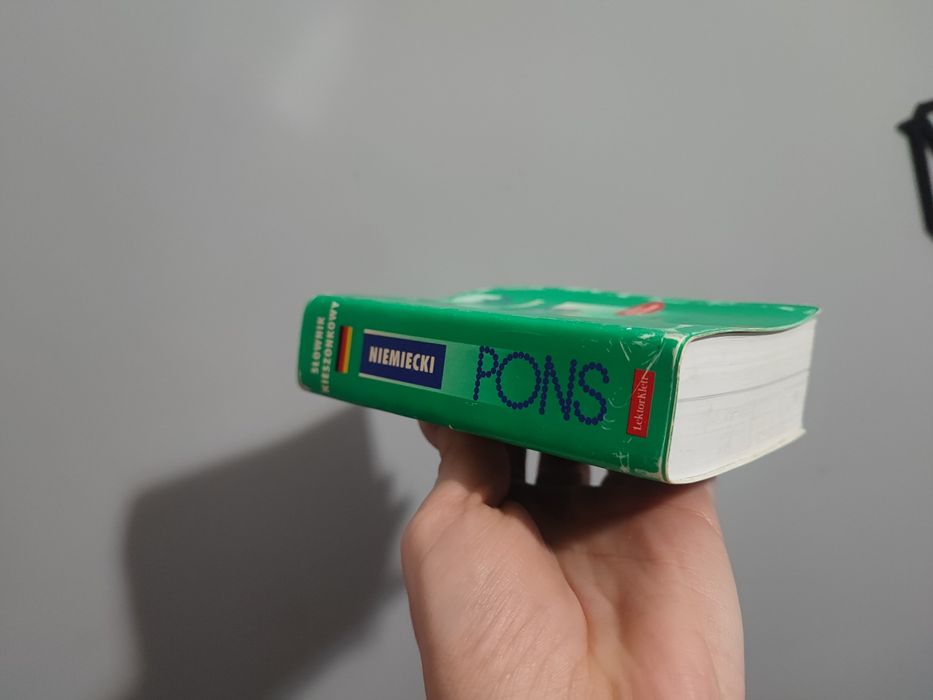 SŁOWNIK
KIESZONKOWY
NIEMIECKI
PONS
LektorKlett